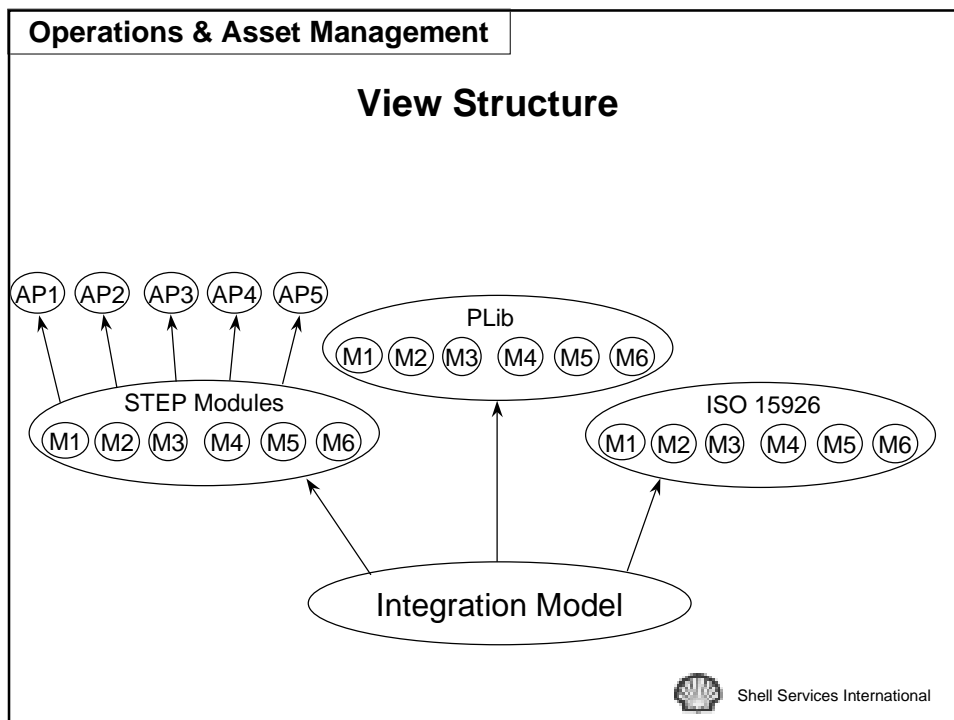 Operations & Asset Management
View Structure
AP1 AP2 AP3 AP4 AP5
PLib
M1 M2 M3 M4 M5 M6
STEP Modules
M1 M2 M3 M4 M5 M6
ISO 15926
M1 M2 M3 M4 M5 M6
Integration Model
Shell Services International